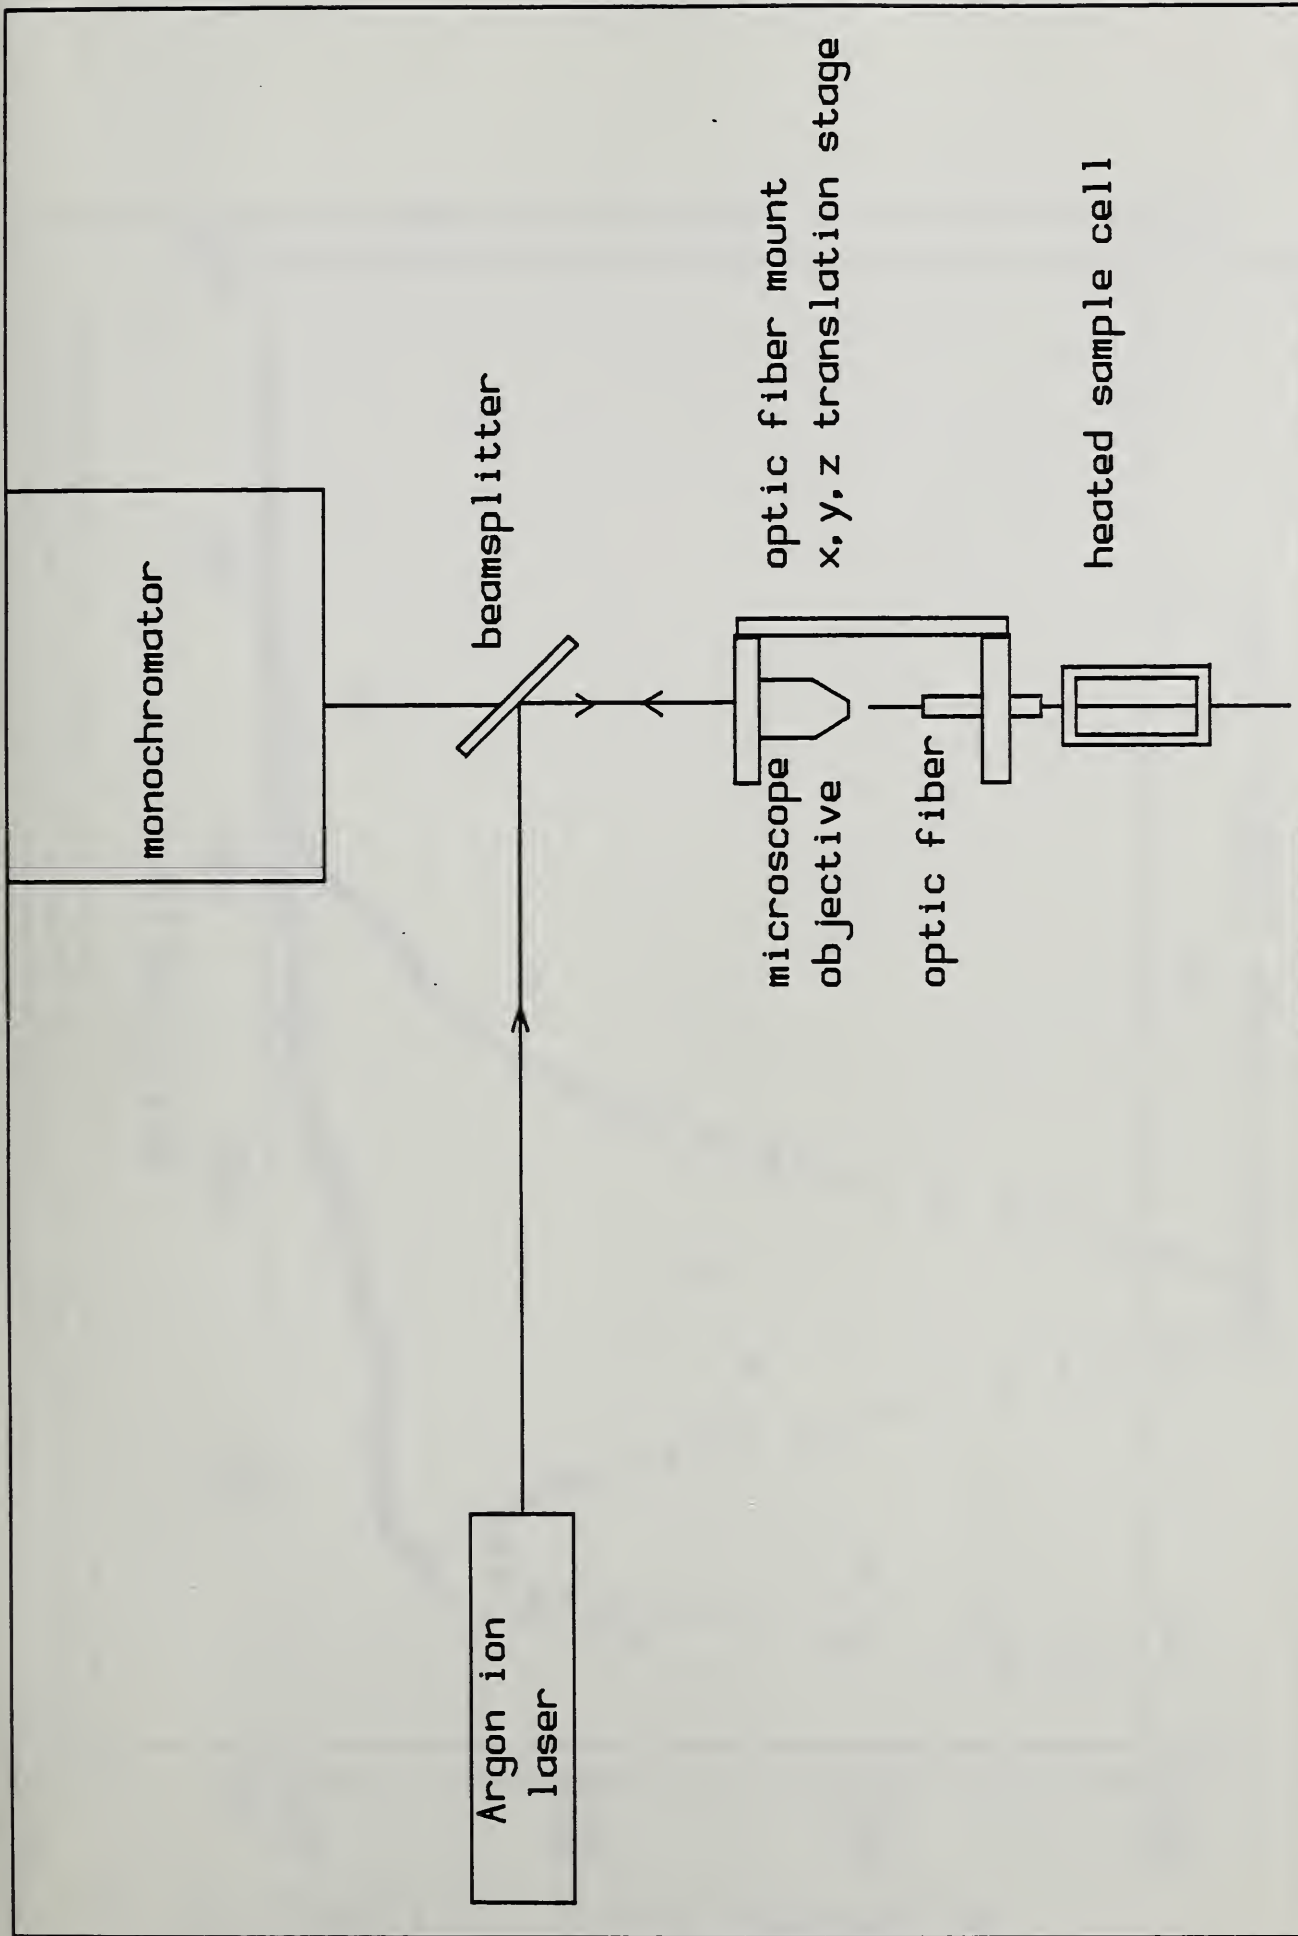 monochromator
beamsplitter
Argon ion
laser
microscope
objective
optic fiber mount
x,y,z translation stage
optic fiber
heated sample cell